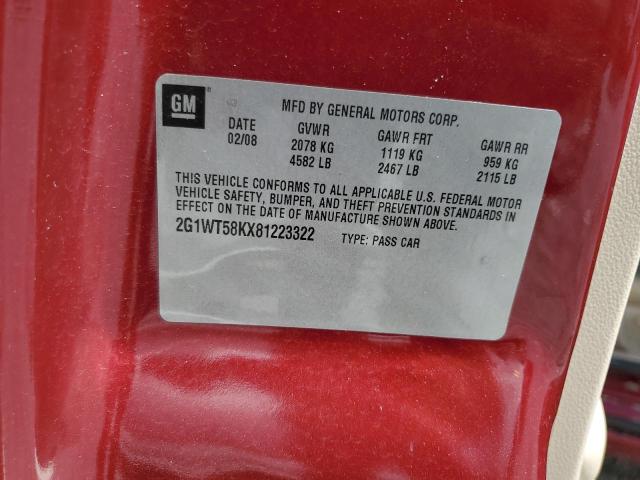 GM
MFD BY GENERAL MOTORS CORP.
DATE GVWR GAWR FRT GAWR RR
02/08 2078 KG 1119 KG 959 KG
4582 LB 2467 LB 2115 LB
THIS VEHICLE CONFORMS TO ALL APPLICABLE U.S. FEDERAL MOTOR
VEHICLE SAFETY, BUMPER, AND THEFT PREVENTION STANDARDS IN
EFFECT ON THE DATE OF MANUFACTURE SHOWN ABOVE.
2G1WT58KX81223322 TYPE: PASS CAR